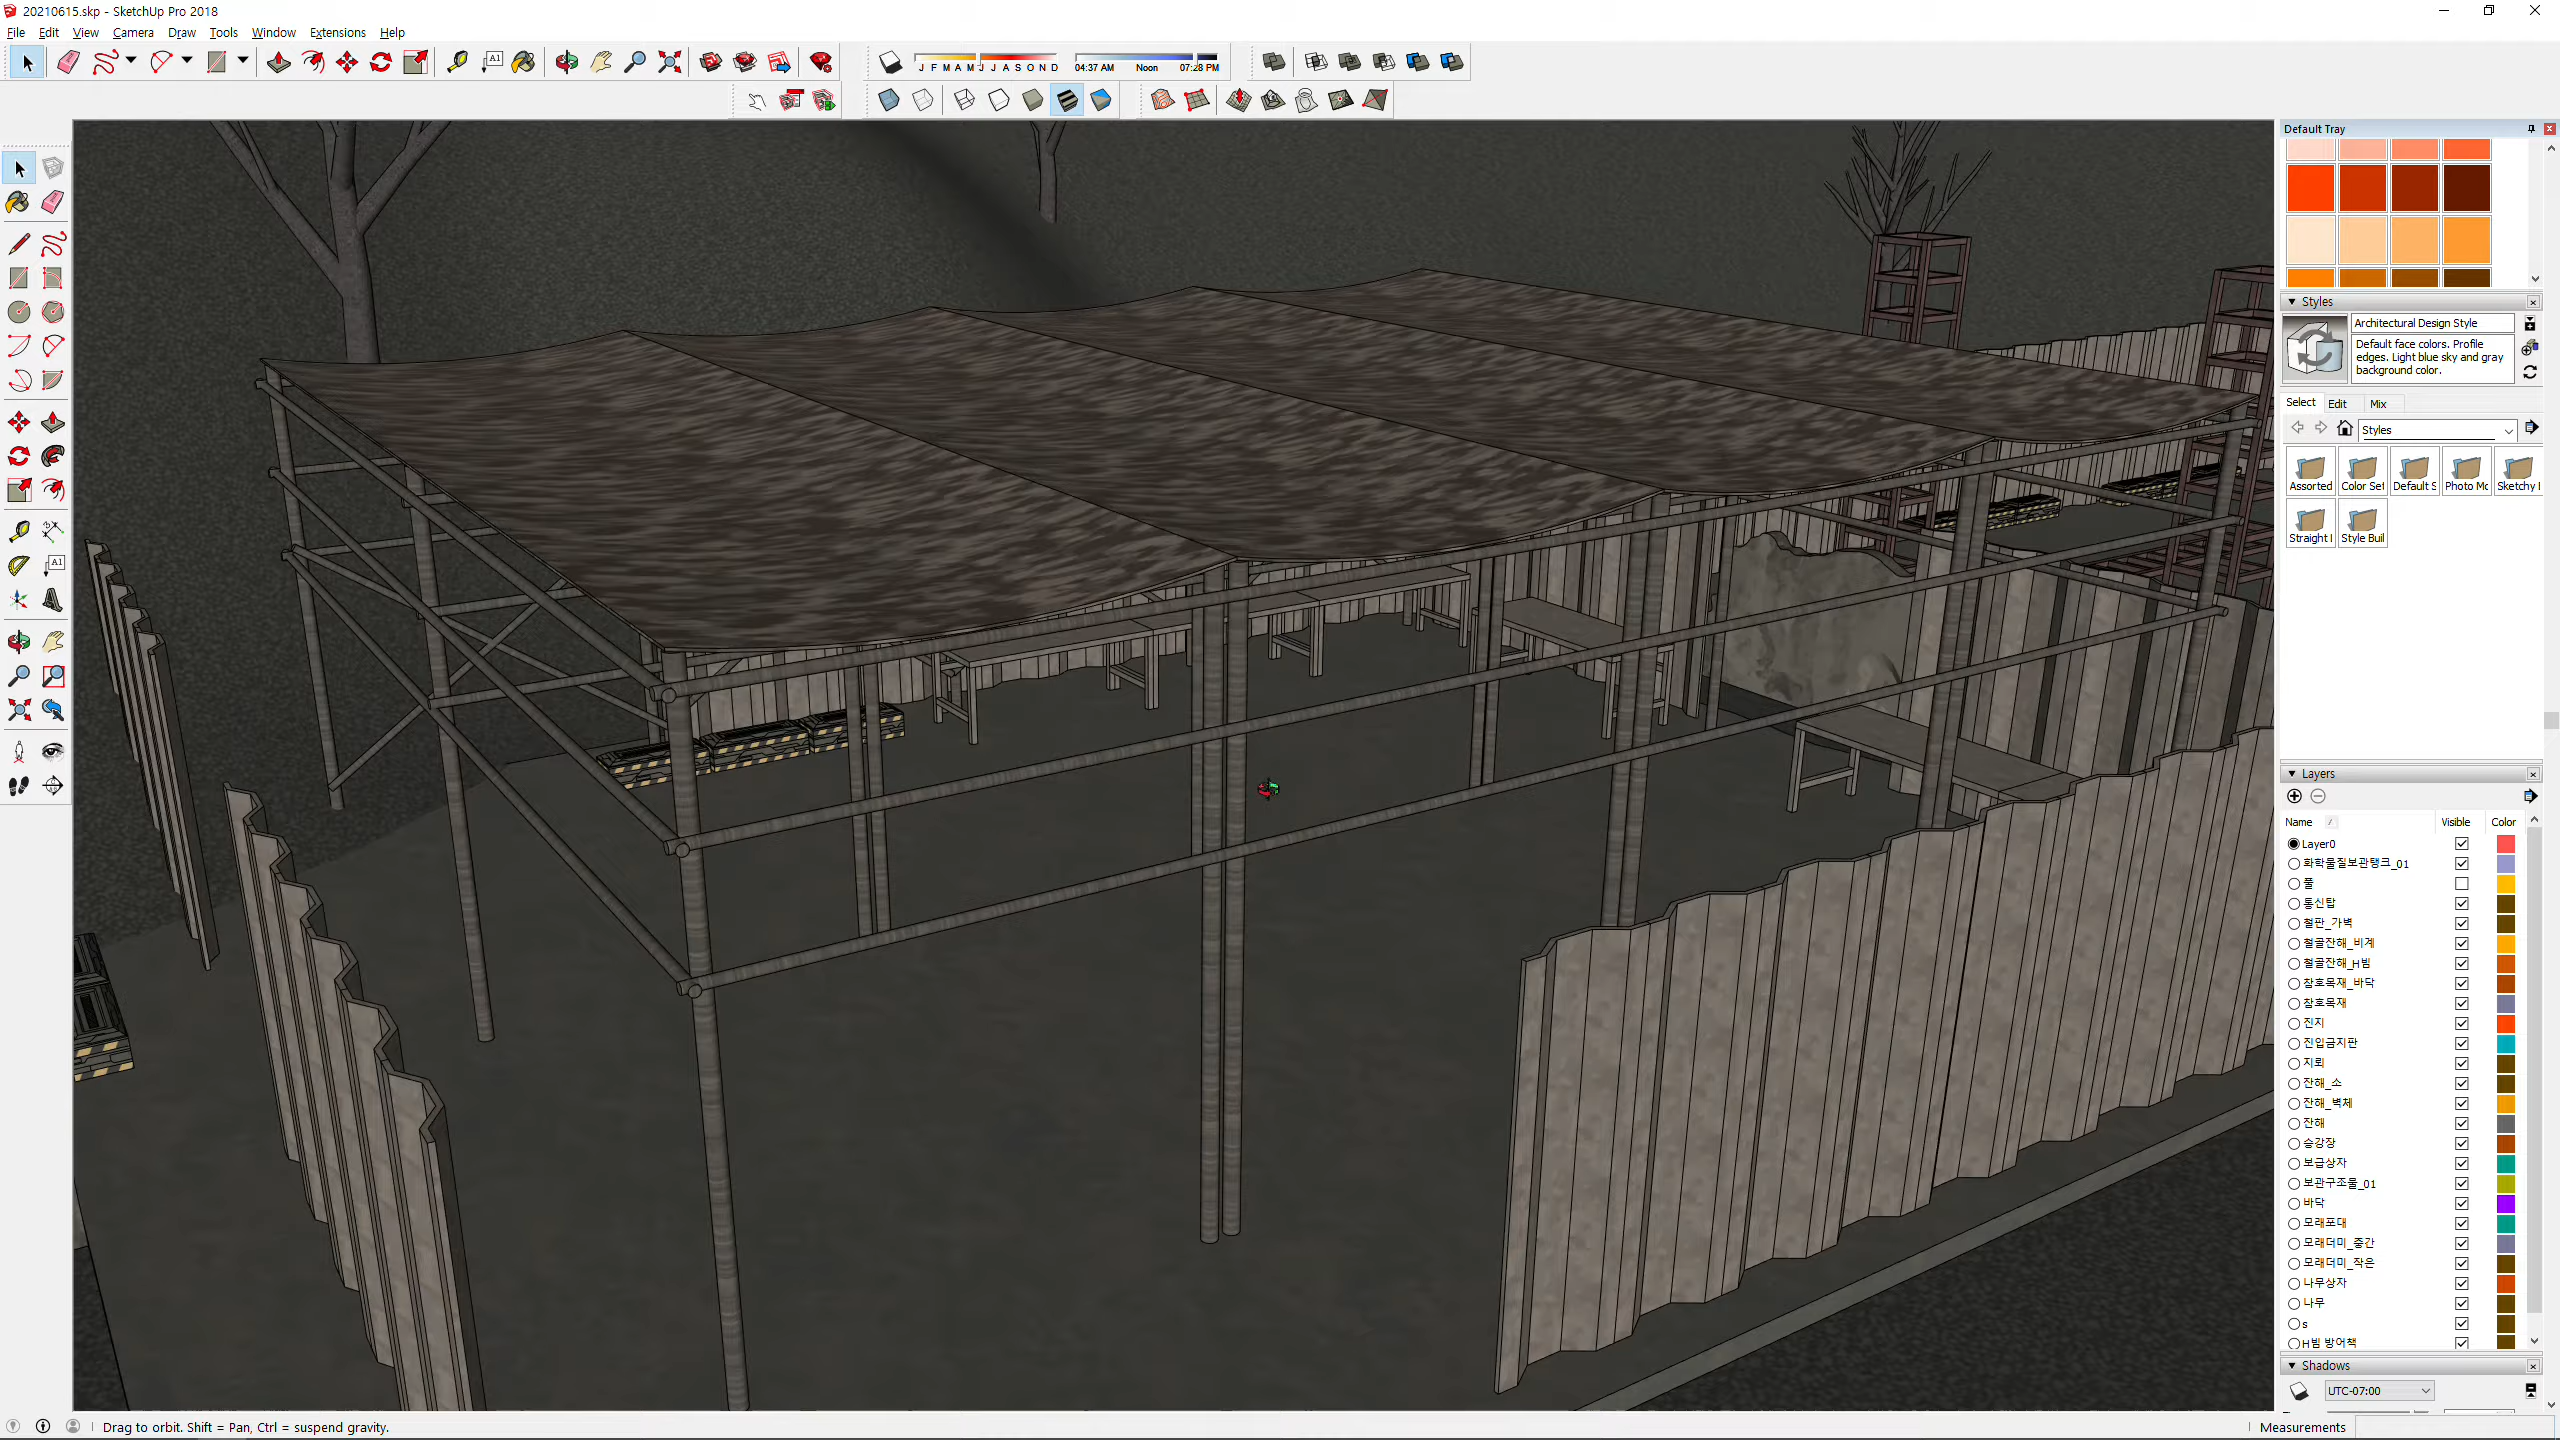 20210615.skp - SketchUp Pro 2018
File Edit View Camera Draw Tools Window Extensions Help
A1
J F M A M J J A S O N D
04:37 AM Noon 07:28 PM
Default Tray
Styles
Architectural Design Style
Default face colors. Profile
edges. Light blue sky and gray
background color.
Select Edit Mix
Styles
Assorted Color Set Default S Photo Mo Sketchy I
Straight l Style Buil
A1
Layers
Name Visible Color
Layer0
화학물질보관탱크_01
풀
통신탑
철판_가벽
철골잔해_비계
철골잔해_H빔
참호목재_바닥
참호목재
진지
진입금지판
지뢰
잔해_소
잔해_벽체
잔해
승강장
보급상자
보관구조물_01
바닥
모래포대
모래더미_중간
모래더미_작은
나무상자
나무
s
H빔 방어책
Shadows
UTC-07:00
Drag to orbit. Shift = Pan, Ctrl = suspend gravity.
Measurements